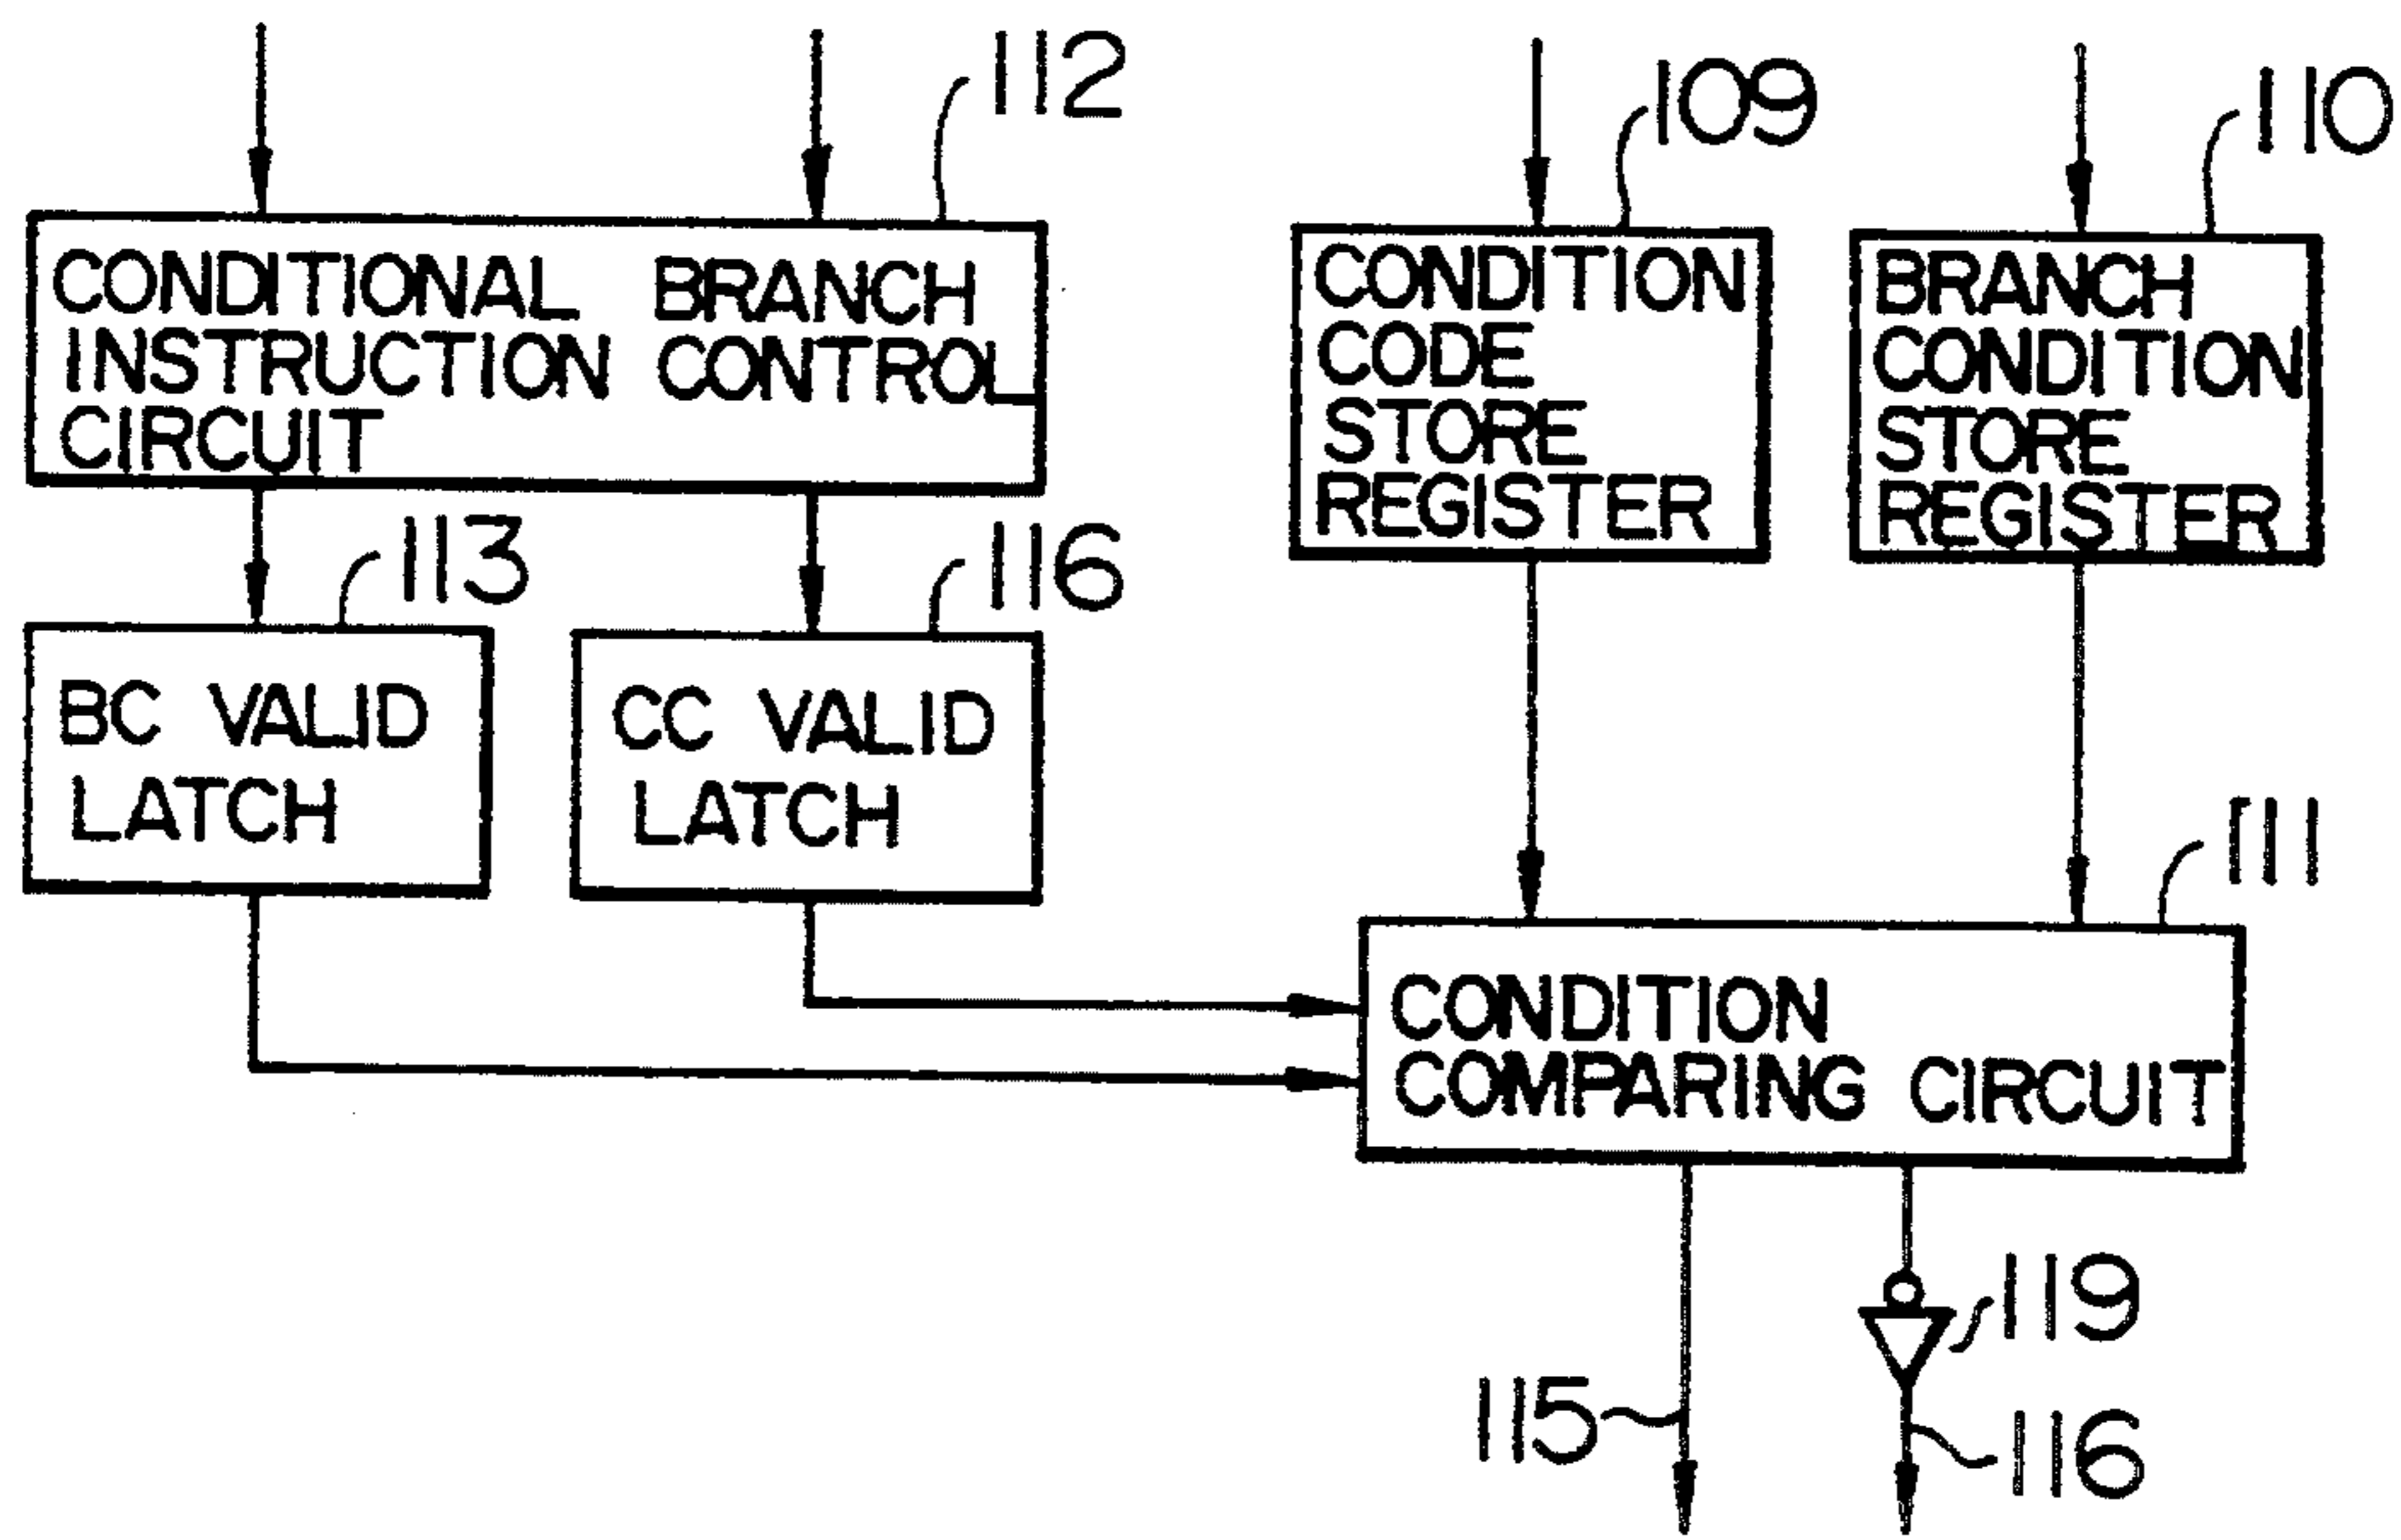 112
109
110
CONDITIONAL BRANCH
INSTRUCTION CONTROL
CIRCUIT
CONDITION
CODE
STORE
REGISTER
BRANCH
CONDITION
STORE
REGISTER
113
116
BC VALID
LATCH
CC VALID
LATCH
111
CONDITION
COMPARING CIRCUIT
119
115
116